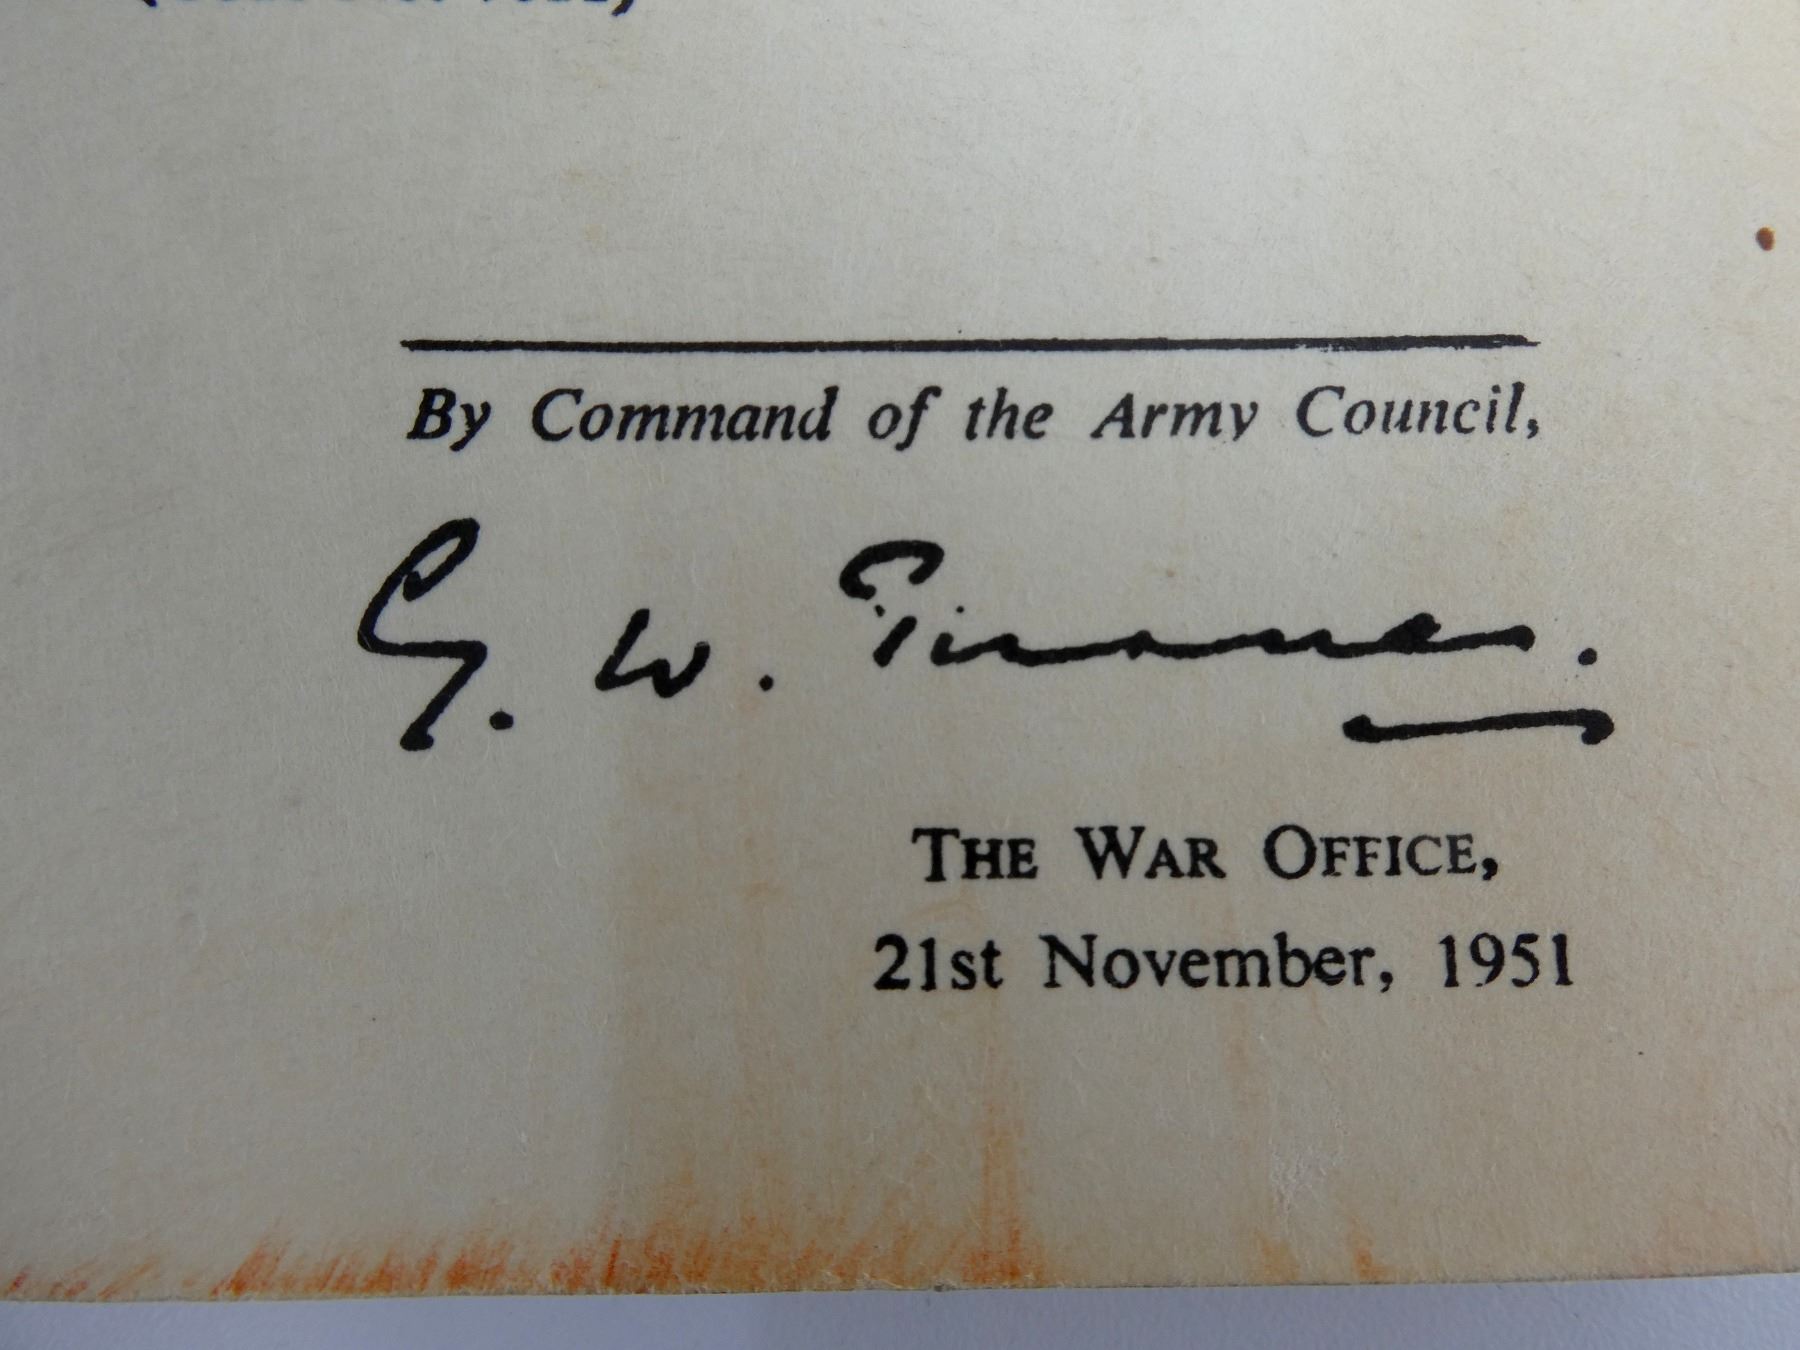 By Command of the Army Council,
G. W.
THE WAR OFFICE,
21st November, 1951